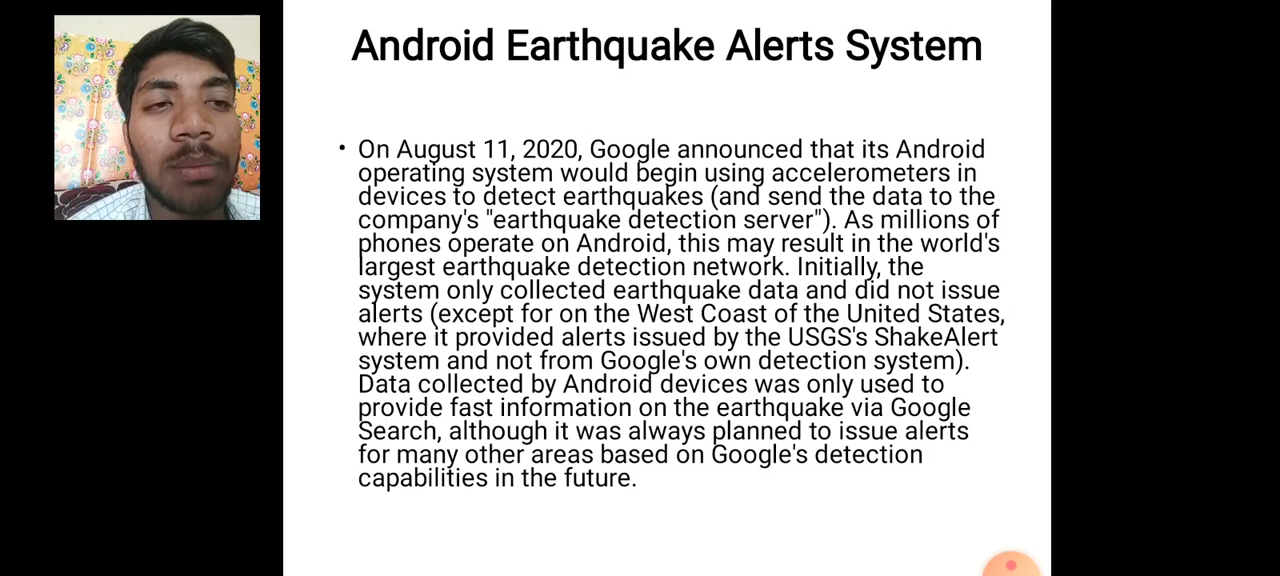 Android Earthquake Alerts System
• On August 11, 2020, Google announced that its Android
operating system would begin using accelerometers in
devices to detect earthquakes (and send the data to the
company's "earthquake detection server"). As millions of
phones operate on Android, this may result in the world's
largest earthquake detection network. Initially, the
system only collected earthquake data and did not issue
alerts (except for on the West Coast of the United States,
where it provided alerts issued by the USGS's ShakeAlert
system and not from Google's own detection system).
Data collected by Android devices was only used to
provide fast information on the earthquake via Google
Search, although it was always planned to issue alerts
for many other areas based on Google's detection
capabilities in the future.